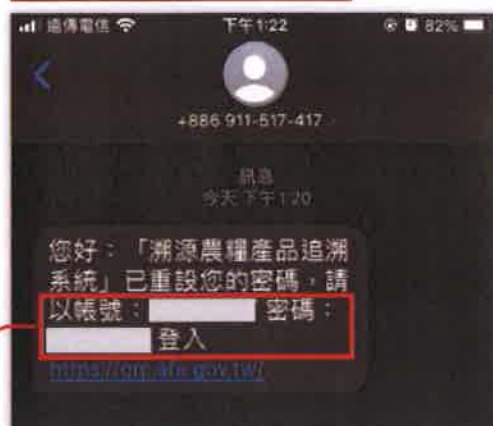 遠傳電信 下午1:22 82%
+886 911-517-417
訊息
今天 下午1:20
您好：「溯源農糧產品追溯
系統」已重設您的密碼，請
以帳號： 密碼：
登入
https://qrc.afa.gov.tw/